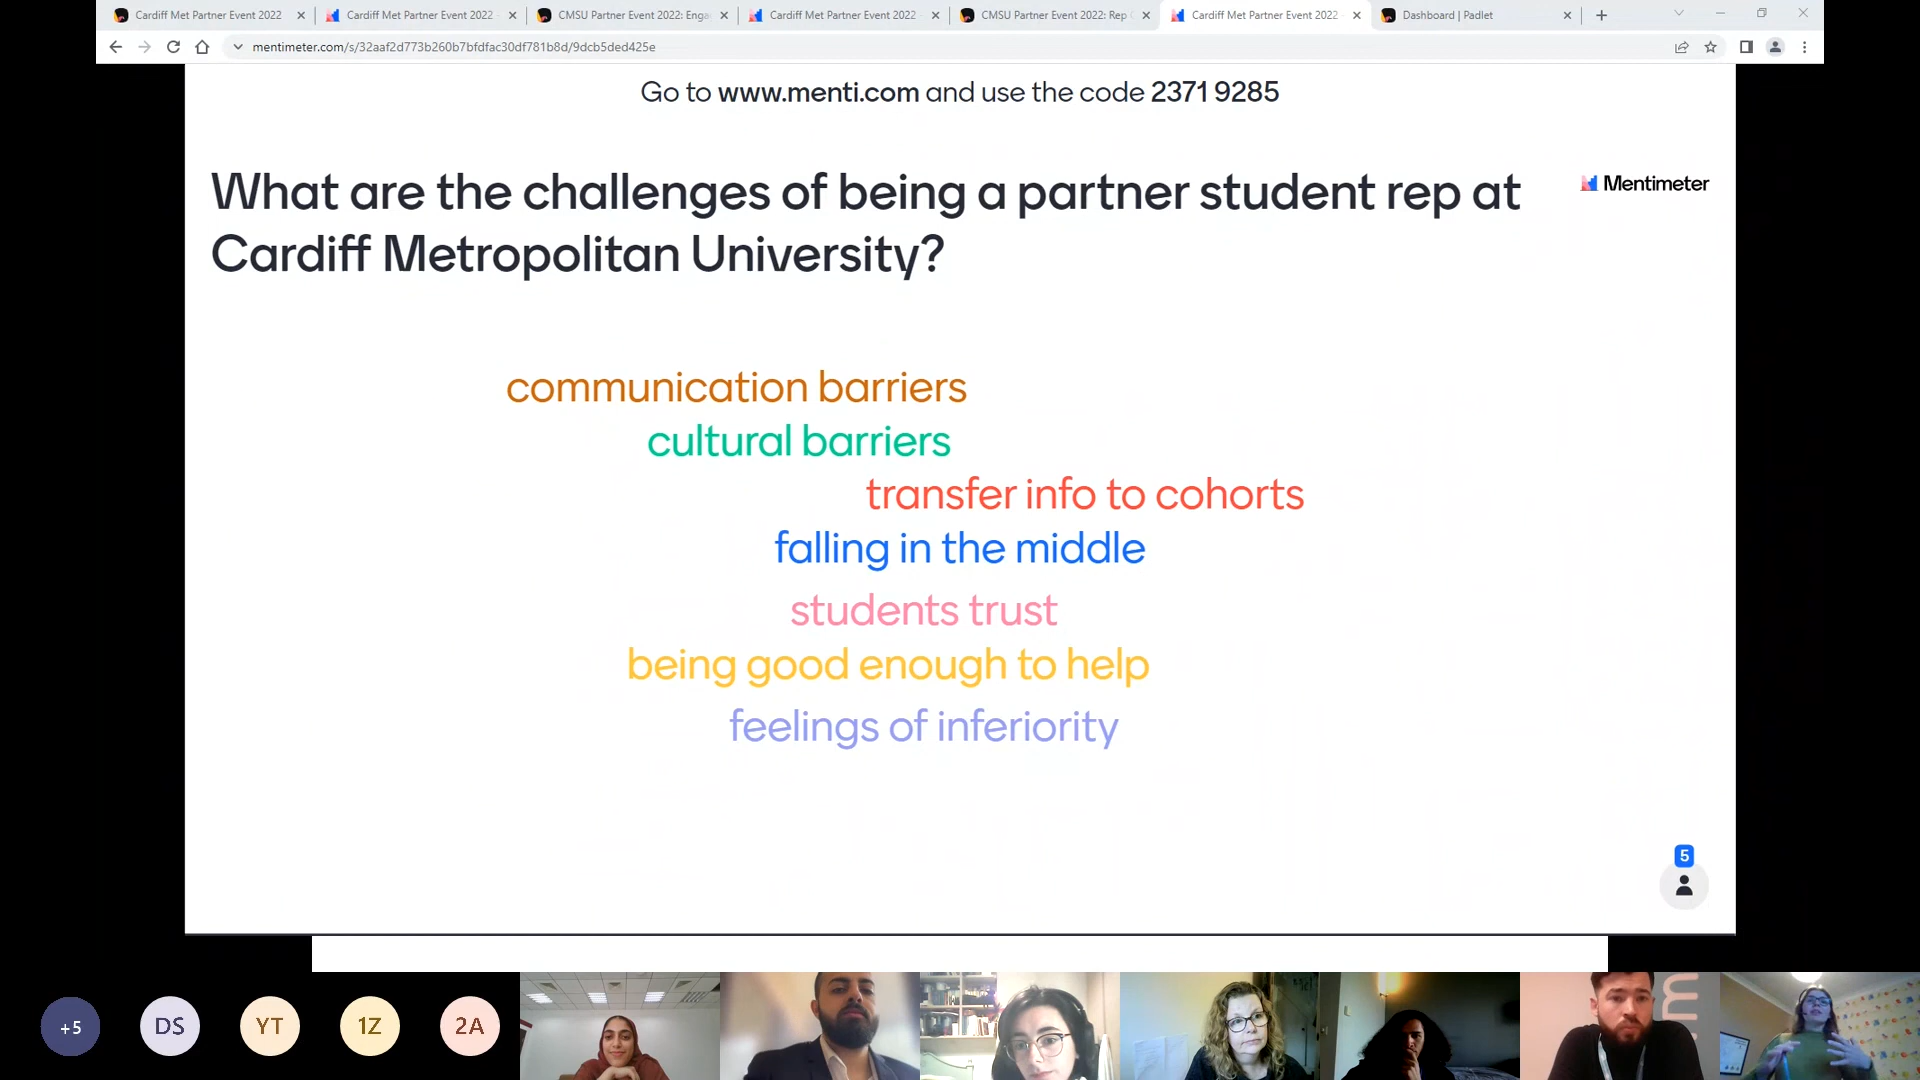 Cardiff Met Partner Event 2022
Cardiff Met Partner Event 2022 -
CMSU Partner Event 2022: Enga
Cardiff Met Partner Event 2022 -
CMSU Partner Event 2022: Rep
Cardiff Met Partner Event 2022
Dashboard | Padlet
mentimeter.com/s/32aaf2d773b260b7bfdfac30df781b8d/9dcb5ded425e
Go to www.menti.com and use the code 2371 9285
What are the challenges of being a partner student rep at
Cardiff Metropolitan University?
Mentimeter
communication barriers
cultural barriers
transfer info to cohorts
falling in the middle
students trust
being good enough to help
feelings of inferiority
5
+5
DS
YT
1Z
2A